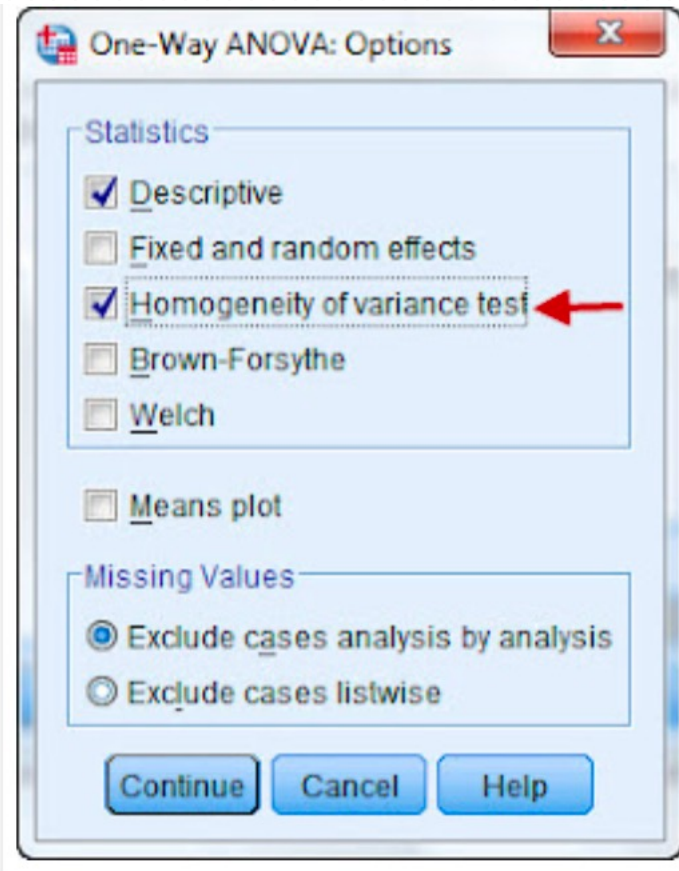 One-Way ANOVA: Options
Statistics
Descriptive
Fixed and random effects
Homogeneity of variance test
Brown-Forsythe
Welch
Means plot
Missing Values
Exclude cases analysis by analysis
Exclude cases listwise
Continue Cancel Help